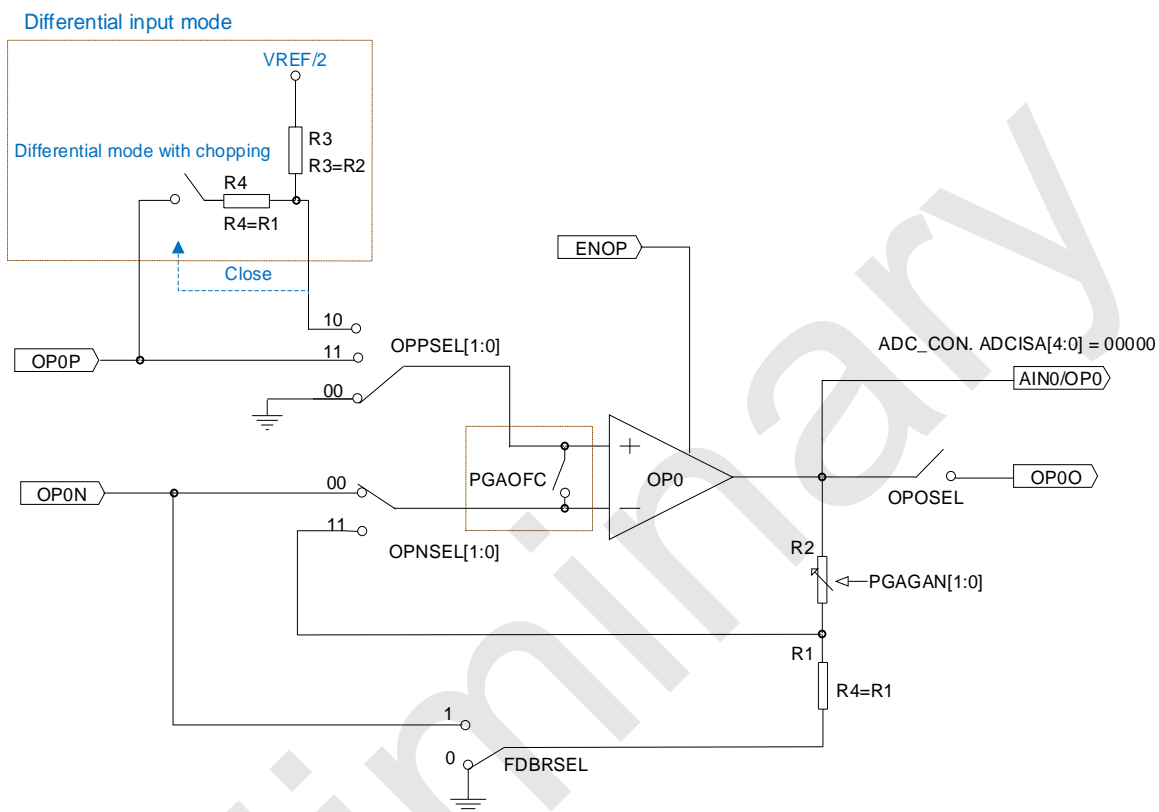 Differential input mode
VREF/2
R3
R3=R2
Differential mode with chopping
R4
R4=R1
Close
ENOP
10
OPPSEL[1:0]
11
OP0P
ADC_CON. ADCISA[4:0] = 00000
AIN0/OP0
00
PGAOFC
+
OP0
−
OP0N
00
OP0O
OPOSEL
11
OPNSEL[1:0]
R2
PGAGAN[1:0]
R1
R4=R1
1
0
FDBRSEL
iminary